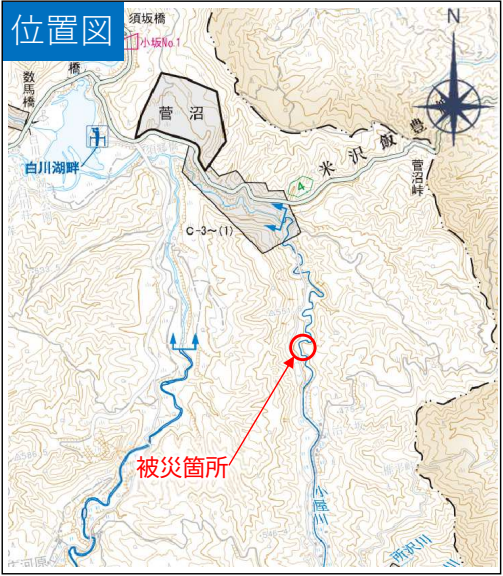 位置図
須坂橋
小坂No.1
橋
数馬橋
N
菅沼
白川湖畔
米沢飯豊
4
菅沼峠
C-3~(1)
被災箇所
小屋川
所沢川